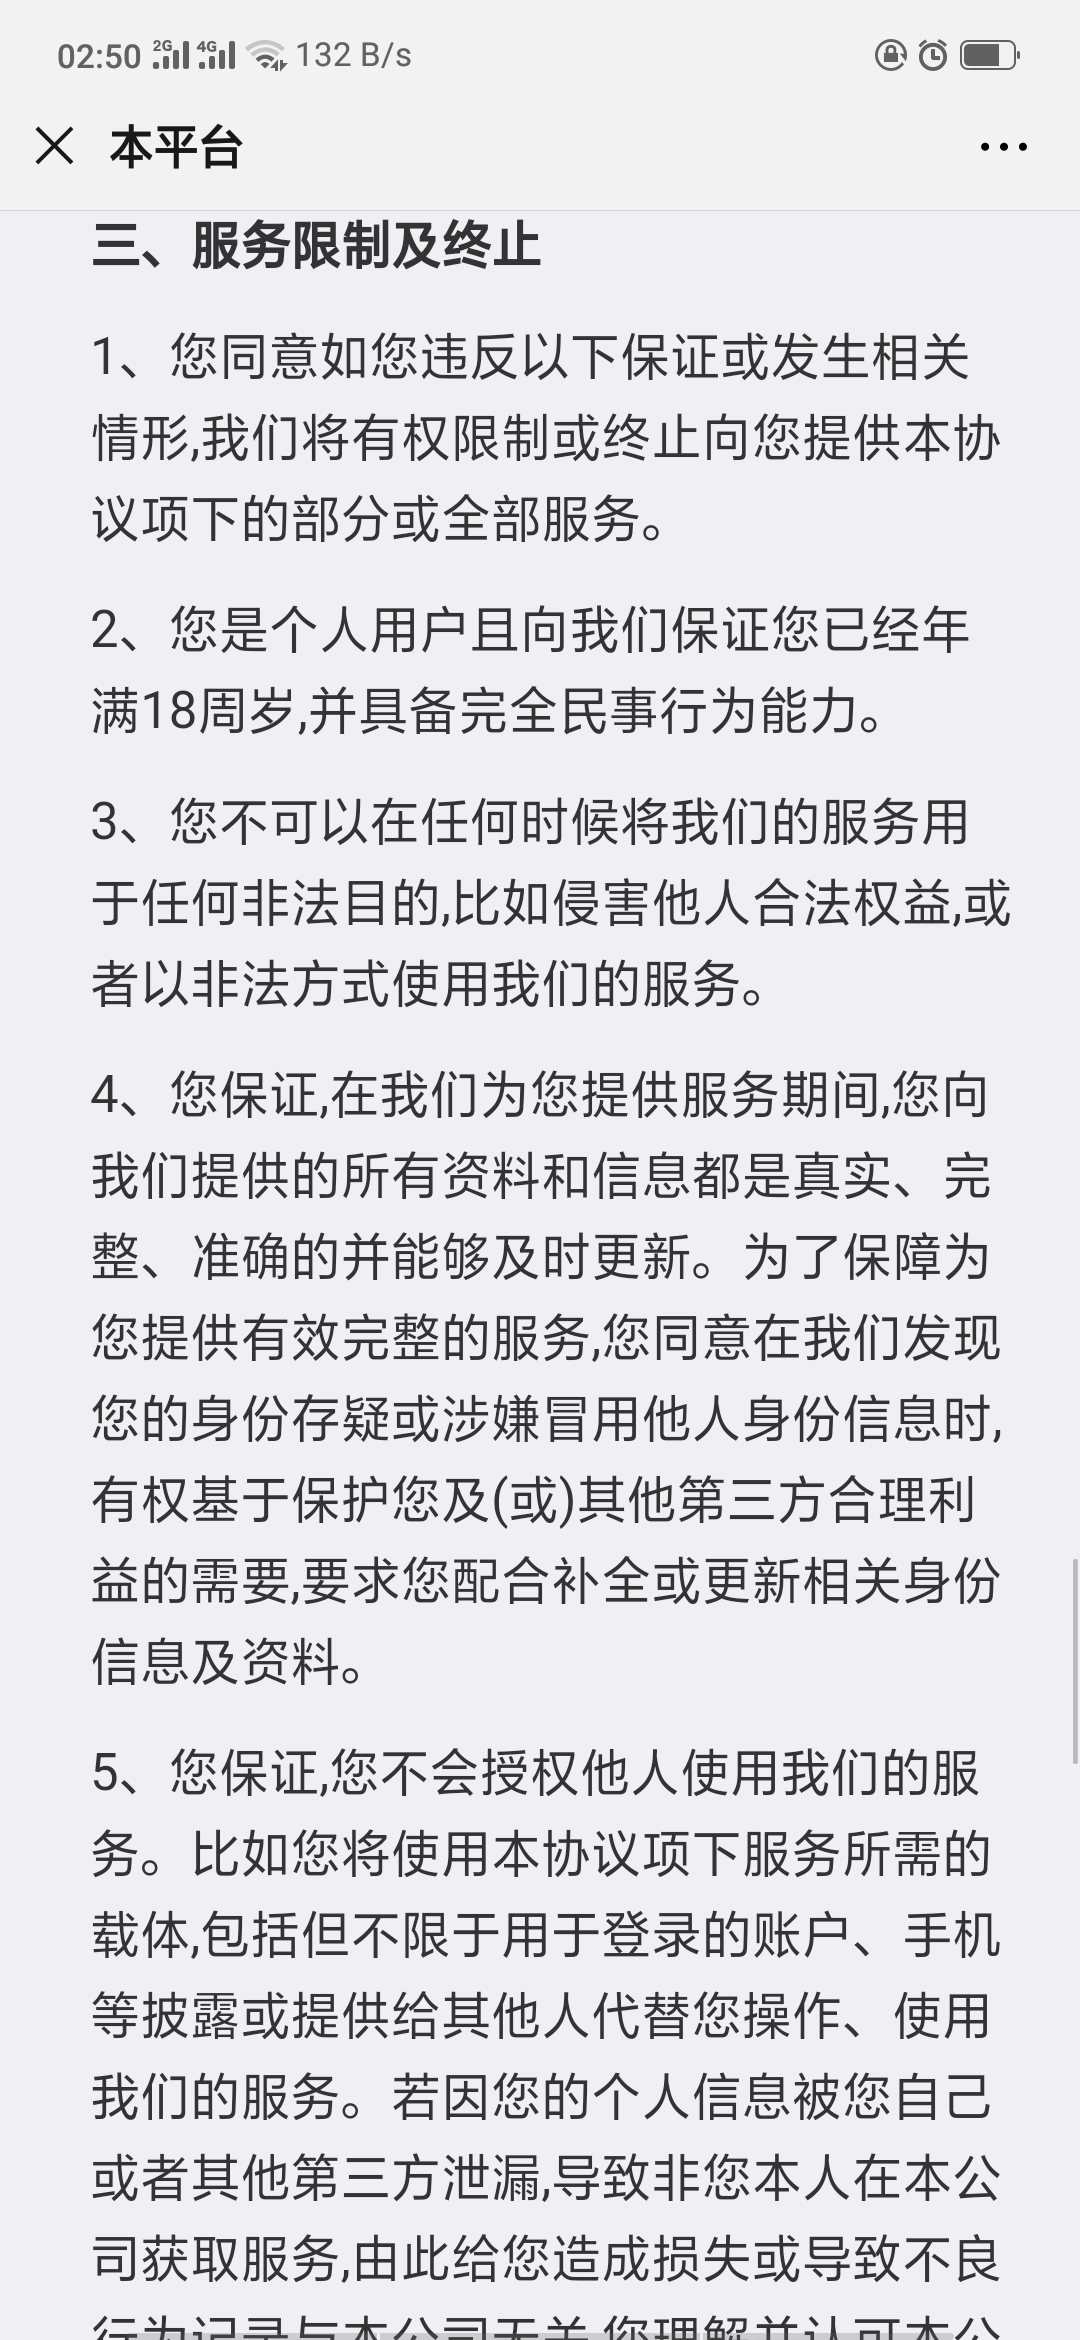 02:50 2G 4G 132 B/s
本平台
三、服务限制及终止
1、您同意如您违反以下保证或发生相关
情形,我们将有权限制或终止向您提供本协
议项下的部分或全部服务。
2、您是个人用户且向我们保证您已经年
满18周岁,并具备完全民事行为能力。
3、您不可以在任何时候将我们的服务用
于任何非法目的,比如侵害他人合法权益,或
者以非法方式使用我们的服务。
4、您保证,在我们为您提供服务期间,您向
我们提供的所有资料和信息都是真实、完
整、准确的并能够及时更新。为了保障为
您提供有效完整的服务,您同意在我们发现
您的身份存疑或涉嫌冒用他人身份信息时,
有权基于保护您及(或)其他第三方合理利
益的需要,要求您配合补全或更新相关身份
信息及资料。
5、您保证,您不会授权他人使用我们的服
务。比如您将使用本协议项下服务所需的
载体,包括但不限于用于登录的账户、手机
等披露或提供给其他人代替您操作、使用
我们的服务。若因您的个人信息被您自己
或者其他第三方泄漏,导致非您本人在本公
司获取服务,由此给您造成损失或导致不良
行为记录与本公司无关,您理解并认可本公